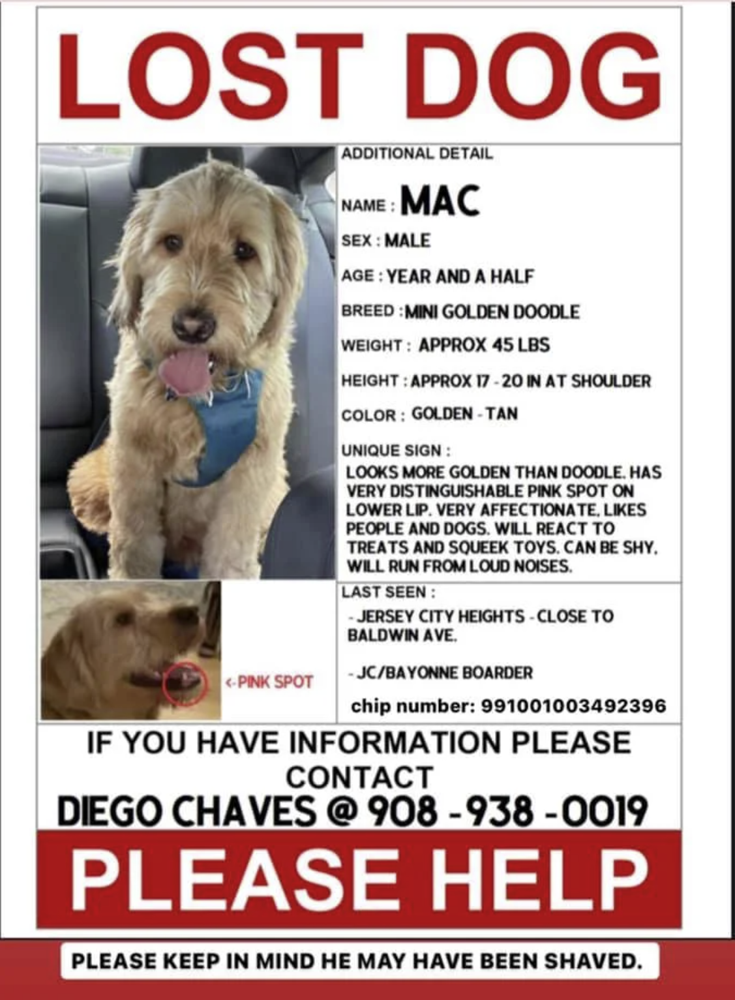 LOST DOG
ADDITIONAL DETAIL
NAME : MAC
SEX : MALE
AGE : YEAR AND A HALF
BREED :MINI GOLDEN DOODLE
WEIGHT : APPROX 45 LBS
HEIGHT : APPROX 17 - 20 IN AT SHOULDER
COLOR : GOLDEN - TAN
UNIQUE SIGN :
LOOKS MORE GOLDEN THAN DOODLE. HAS
VERY DISTINGUISHABLE PINK SPOT ON
LOWER LIP. VERY AFFECTIONATE, LIKES
PEOPLE AND DOGS. WILL REACT TO
TREATS AND SQUEEK TOYS. CAN BE SHY.
WILL RUN FROM LOUD NOISES.
<-PINK SPOT
LAST SEEN :
- JERSEY CITY HEIGHTS - CLOSE TO
BALDWIN AVE.
- JC/BAYONNE BOARDER
chip number: 991001003492396
IF YOU HAVE INFORMATION PLEASE
CONTACT
DIEGO CHAVES @ 908 -938 -0019
PLEASE HELP
PLEASE KEEP IN MIND HE MAY HAVE BEEN SHAVED.